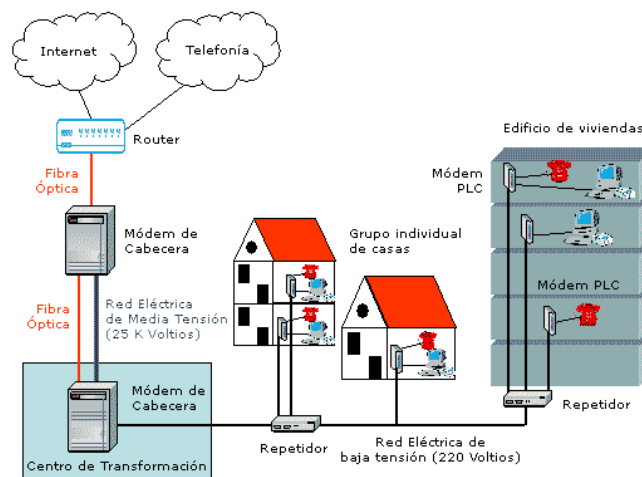 Internet
Telefonía
Router
Fibra
Óptica
Módem de
Cabecera
Fibra
Óptica
Red Eléctrica
de Media Tensión
(25 K Voltios)
Módem de
Cabecera
Centro de Transformación
Grupo individual
de casas
Repetidor
Red Eléctrica de
baja tensión (220 Voltios)
Edificio de viviendas
Módem
PLC
Módem PLC
Repetidor